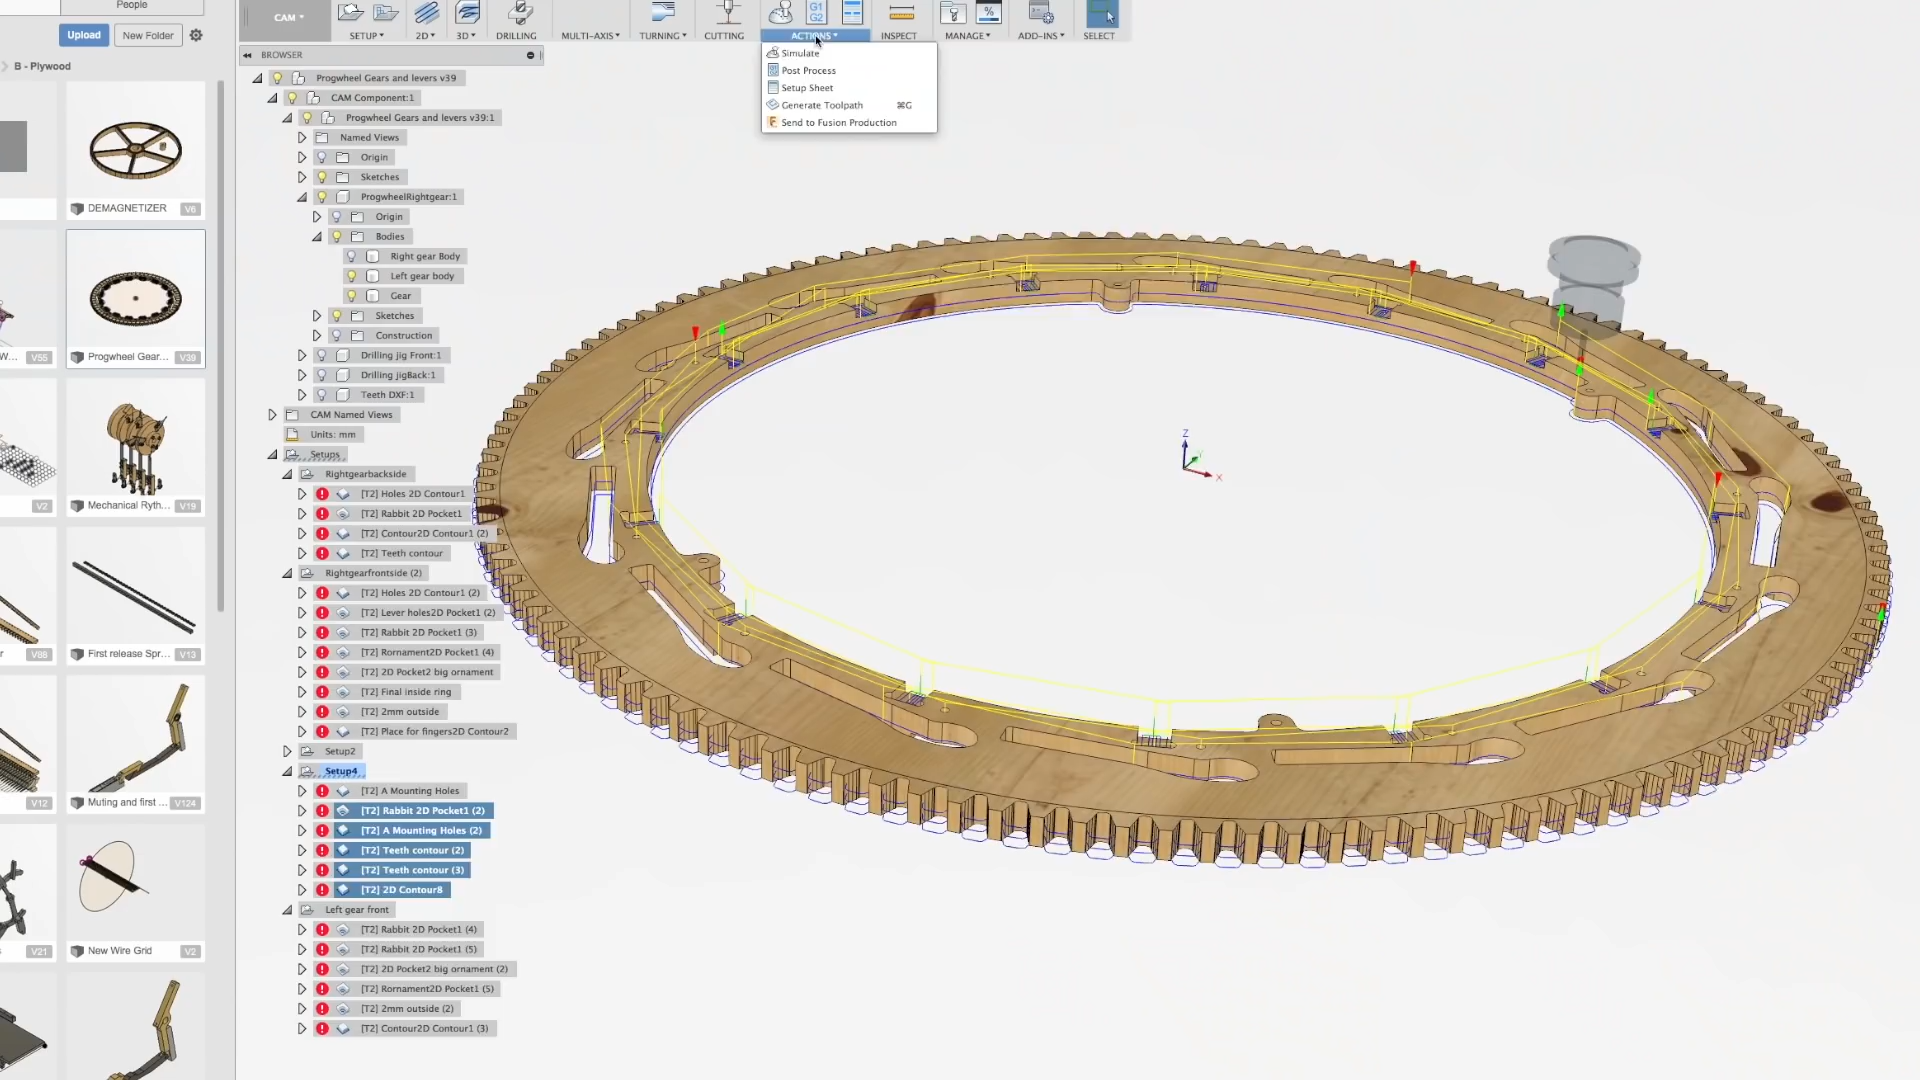 People
Upload
New Folder
B - Plywood
DEMAGNETIZER V6
W... V55
Progwheel Gear... V39
V2
Mechanical Ryth... V19
V88
First release Spr... V13
V12
Muting and first ... V124
V21
New Wire Grid V2
CAM
SETUP
2D
3D
DRILLING
MULTI-AXIS
TURNING
CUTTING
G1
G2
ACTIONS
INSPECT
MANAGE
ADD-INS
SELECT
Simulate
Post Process
Setup Sheet
Generate Toolpath ⌘G
Send to Fusion Production
BROWSER
Progwheel Gears and levers v39
CAM Component:1
Progwheel Gears and levers v39:1
Named Views
Origin
Sketches
ProgwheelRightgear:1
Origin
Bodies
Right gear Body
Left gear body
Gear
Sketches
Construction
Drilling jig Front:1
Drilling jigBack:1
Teeth DXF:1
CAM Named Views
Units: mm
Setups
Rightgearbackside
[T2] Holes 2D Contour1
[T2] Rabbit 2D Pocket1
[T2] Contour2D Contour1 (2)
[T2] Teeth contour
Rightgearfrontside (2)
[T2] Holes 2D Contour1 (2)
[T2] Lever holes2D Pocket1 (2)
[T2] Rabbit 2D Pocket1 (3)
[T2] Rornament2D Pocket1 (4)
[T2] 2D Pocket2 big ornament
[T2] Final inside ring
[T2] 2mm outside
[T2] Place for fingers2D Contour2
Setup2
Setup4
[T2] A Mounting Holes
[T2] Rabbit 2D Pocket1 (2)
[T2] A Mounting Holes (2)
[T2] Teeth contour (2)
[T2] Teeth contour (3)
[T2] 2D Contour8
Left gear front
[T2] Rabbit 2D Pocket1 (4)
[T2] Rabbit 2D Pocket1 (5)
[T2] 2D Pocket2 big ornament (2)
[T2] Rornament2D Pocket1 (5)
[T2] 2mm outside (2)
[T2] Contour2D Contour1 (3)
Z
X